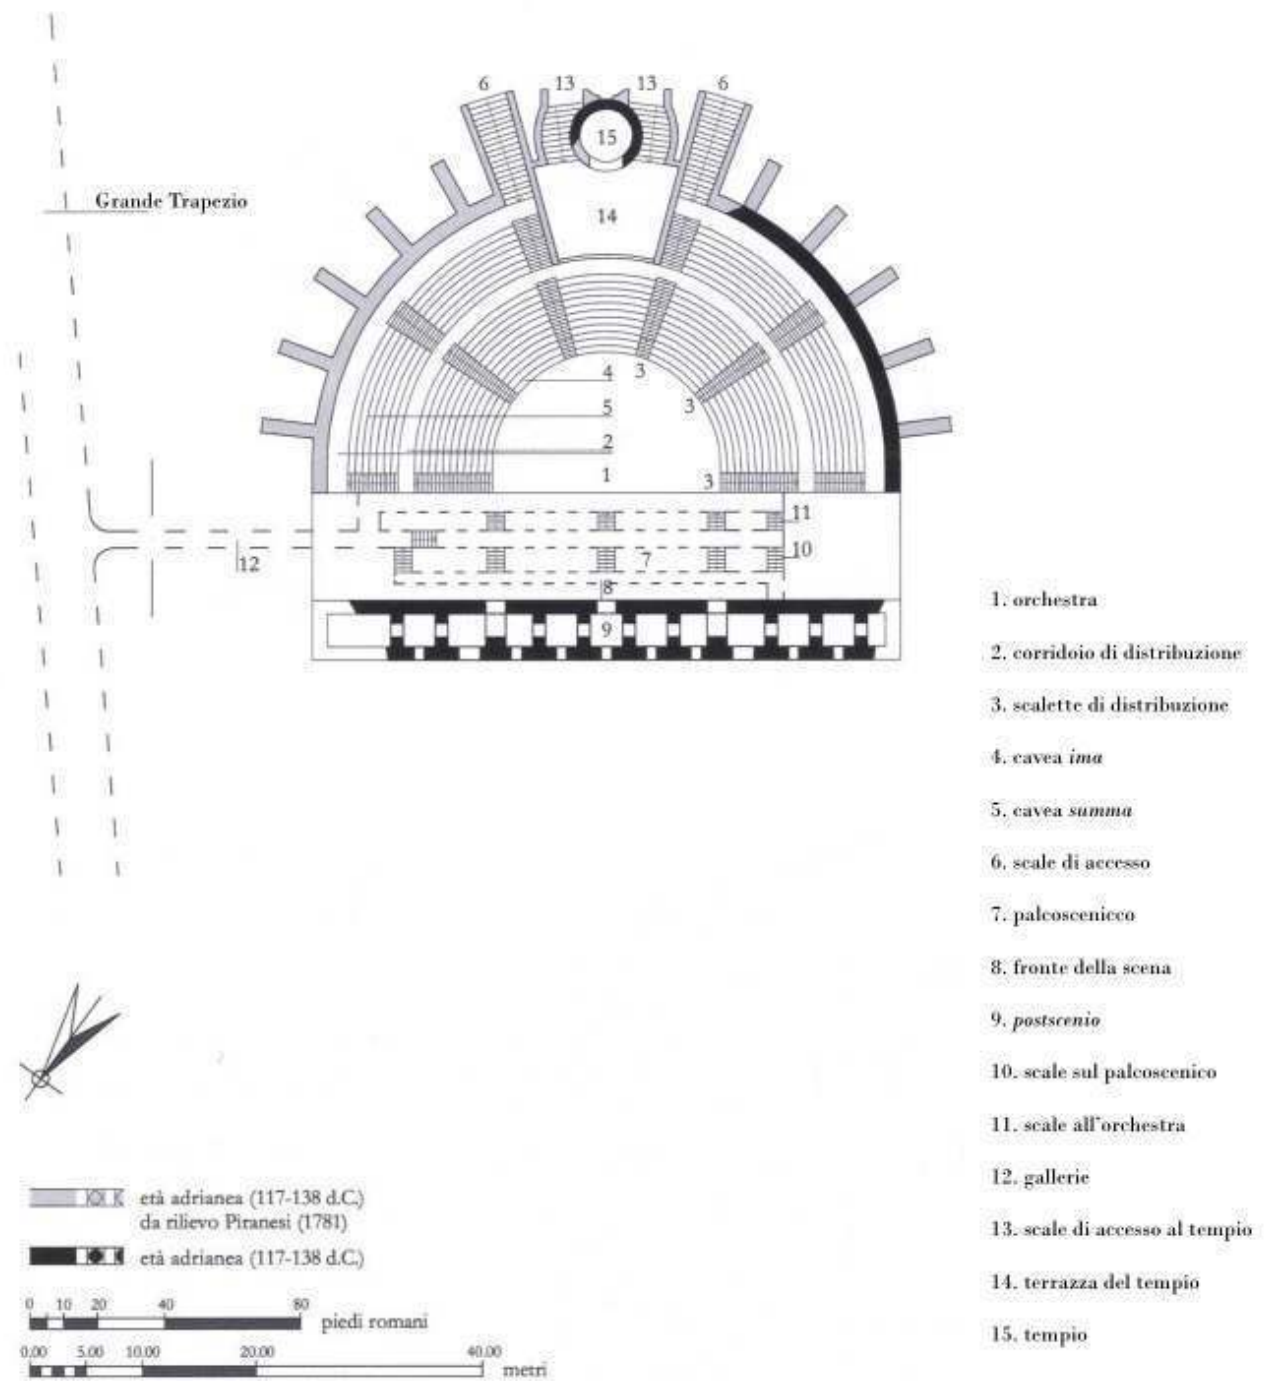 6
13
13
6
15
Grande Trapezio
14
4
3
5
3
2
1
3
11
10
7
12
8
9
1. orchestra
2. corridoio di distribuzione
3. scalette di distribuzione
4. cavea ima
5. cavea summa
6. scale di accesso
7. palcoscenicco
8. fronte della scena
9. postscenio
10. scale sul palcoscenico
11. scale all'orchestra
12. gallerie
13. scale di accesso al tempio
14. terrazza del tempio
15. tempio
età adrianea (117-138 d.C.)
da rilievo Piranesi (1781)
età adrianea (117-138 d.C.)
0 10 20 40 80
piedi romani
0.00 5.00 10.00 20.00 40.00
metri